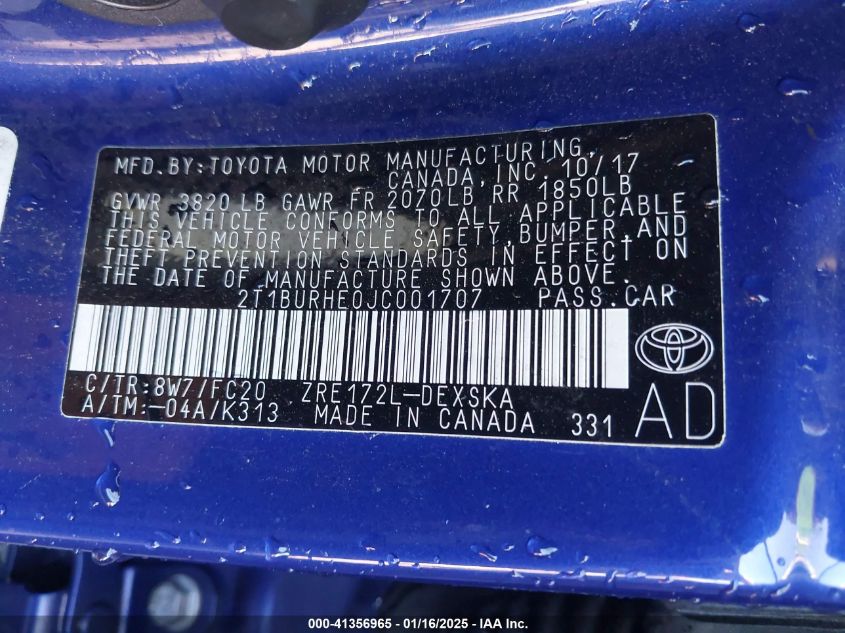 MFD. BY: TOYOTA MOTOR MANUFACTURING,
CANADA, INC. 10/17
GVWR 3820 LB GAWR FR 2070LB RR 1850LB
THIS VEHICLE CONFORMS TO ALL APPLICABLE
FEDERAL MOTOR VEHICLE SAFETY, BUMPER, AND
THEFT PREVENTION STANDARDS IN EFFECT ON
THE DATE OF MANUFACTURE SHOWN ABOVE.
2T1BURHE0JC001707 PASS. CAR
C/TR: 8W7/FC20 ZRE172L-DEXSKA
A/TM: -04A/K313 MADE IN CANADA 331
AD
000-41356965 - 01/16/2025 - IAA Inc.